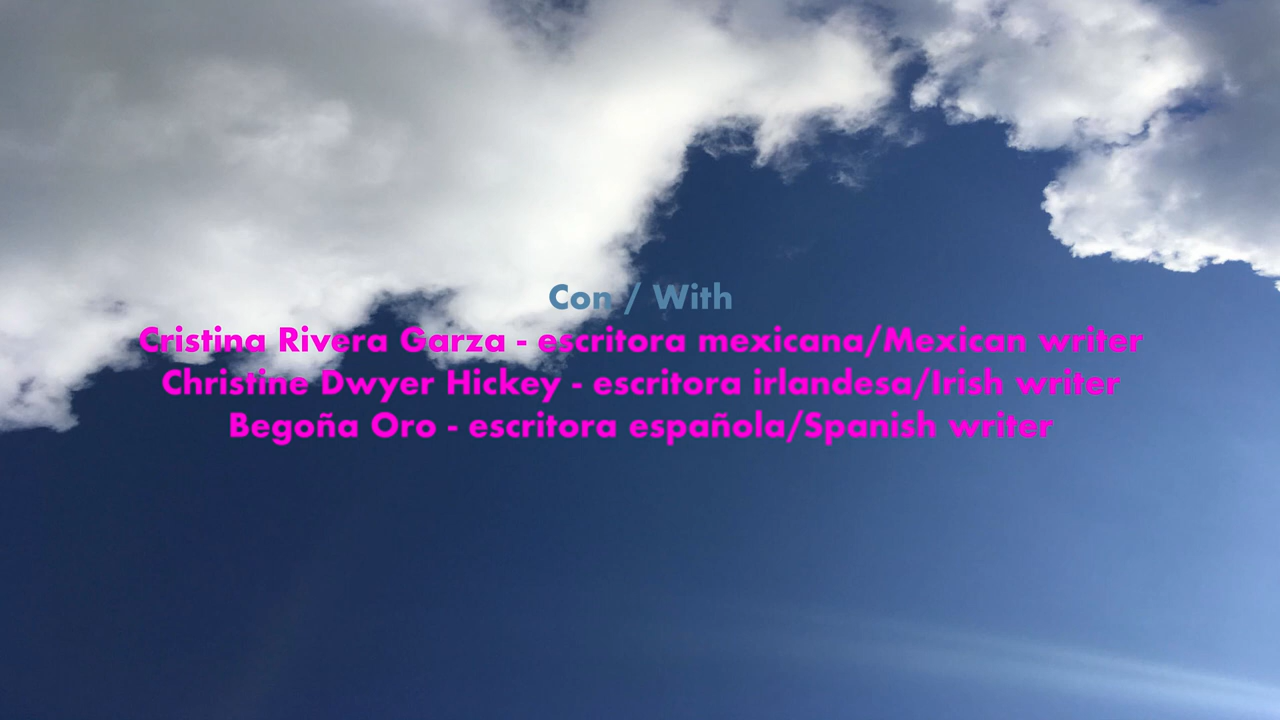 Con / With
Cristina Rivera Garza - escritora mexicana/Mexican writer
Christine Dwyer Hickey - escritora irlandesa/Irish writer
Begoña Oro - escritora española/Spanish writer